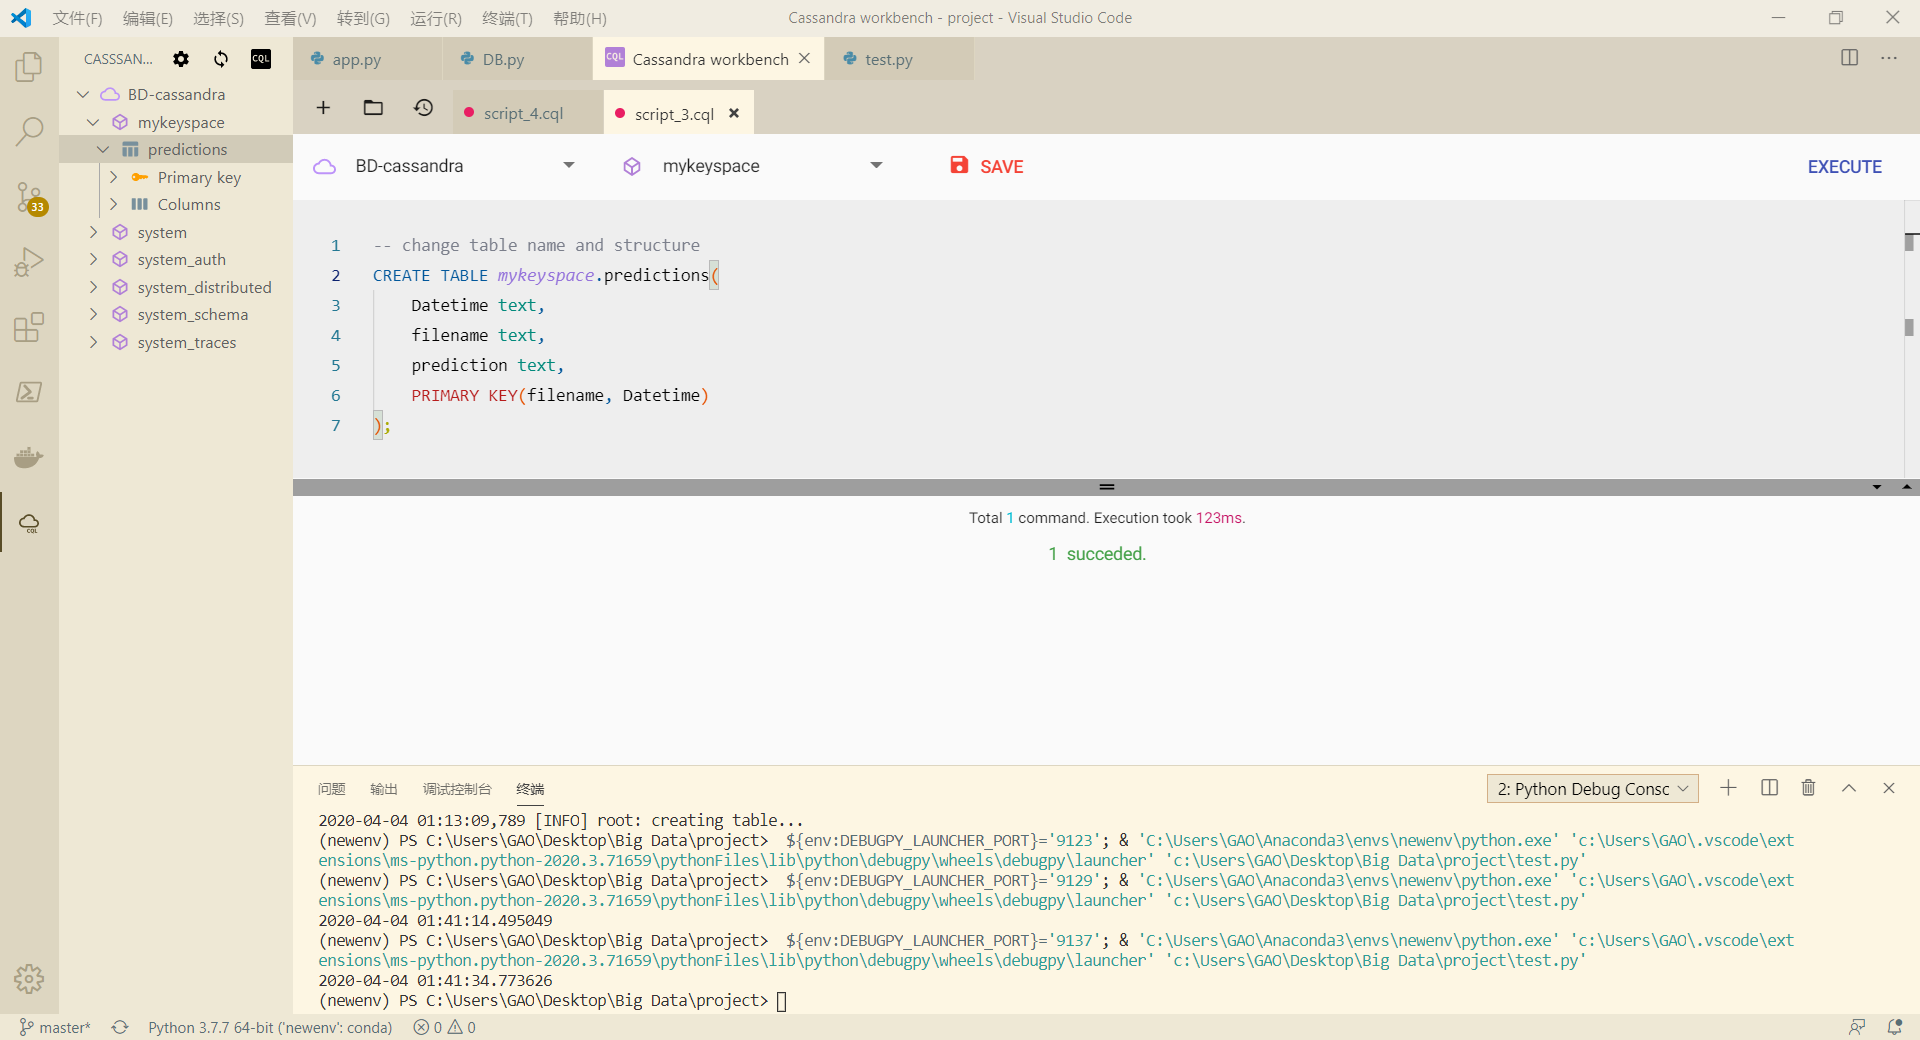 文件(F) 编辑(E) 选择(S) 查看(V) 转到(G) 运行(R) 终端(T) 帮助(H) Cassandra workbench - project - Visual Studio Code
CASSSAN... CQL
app.py DB.py CQL Cassandra workbench test.py
BD-cassandra
mykeyspace
predictions
Primary key
Columns
system
system_auth
system_distributed
system_schema
system_traces
33
CQL
script_4.cql script_3.cql
BD-cassandra mykeyspace SAVE EXECUTE
1 -- change table name and structure
2 CREATE TABLE mykeyspace.predictions(
3 Datetime text,
4 filename text,
5 prediction text,
6 PRIMARY KEY(filename, Datetime)
7 );
Total 1 command. Execution took 123ms.
1 succeded.
问题 输出 调试控制台 终端 2: Python Debug Consc
2020-04-04 01:13:09,789 [INFO] root: creating table...
(newenv) PS C:\Users\GAO\Desktop\Big Data\project> ${env:DEBUGPY_LAUNCHER_PORT}='9123'; & 'C:\Users\GAO\Anaconda3\envs\newenv\python.exe' 'c:\Users\GAO\.vscode\ext
ensions\ms-python.python-2020.3.71659\pythonFiles\lib\python\debugpy\wheels\debugpy\launcher' 'c:\Users\GAO\Desktop\Big Data\project\test.py'
(newenv) PS C:\Users\GAO\Desktop\Big Data\project> ${env:DEBUGPY_LAUNCHER_PORT}='9129'; & 'C:\Users\GAO\Anaconda3\envs\newenv\python.exe' 'c:\Users\GAO\.vscode\ext
ensions\ms-python.python-2020.3.71659\pythonFiles\lib\python\debugpy\wheels\debugpy\launcher' 'c:\Users\GAO\Desktop\Big Data\project\test.py'
2020-04-04 01:41:14.495049
(newenv) PS C:\Users\GAO\Desktop\Big Data\project> ${env:DEBUGPY_LAUNCHER_PORT}='9137'; & 'C:\Users\GAO\Anaconda3\envs\newenv\python.exe' 'c:\Users\GAO\.vscode\ext
ensions\ms-python.python-2020.3.71659\pythonFiles\lib\python\debugpy\wheels\debugpy\launcher' 'c:\Users\GAO\Desktop\Big Data\project\test.py'
2020-04-04 01:41:34.773626
(newenv) PS C:\Users\GAO\Desktop\Big Data\project>
master* Python 3.7.7 64-bit ('newenv': conda) 0 0